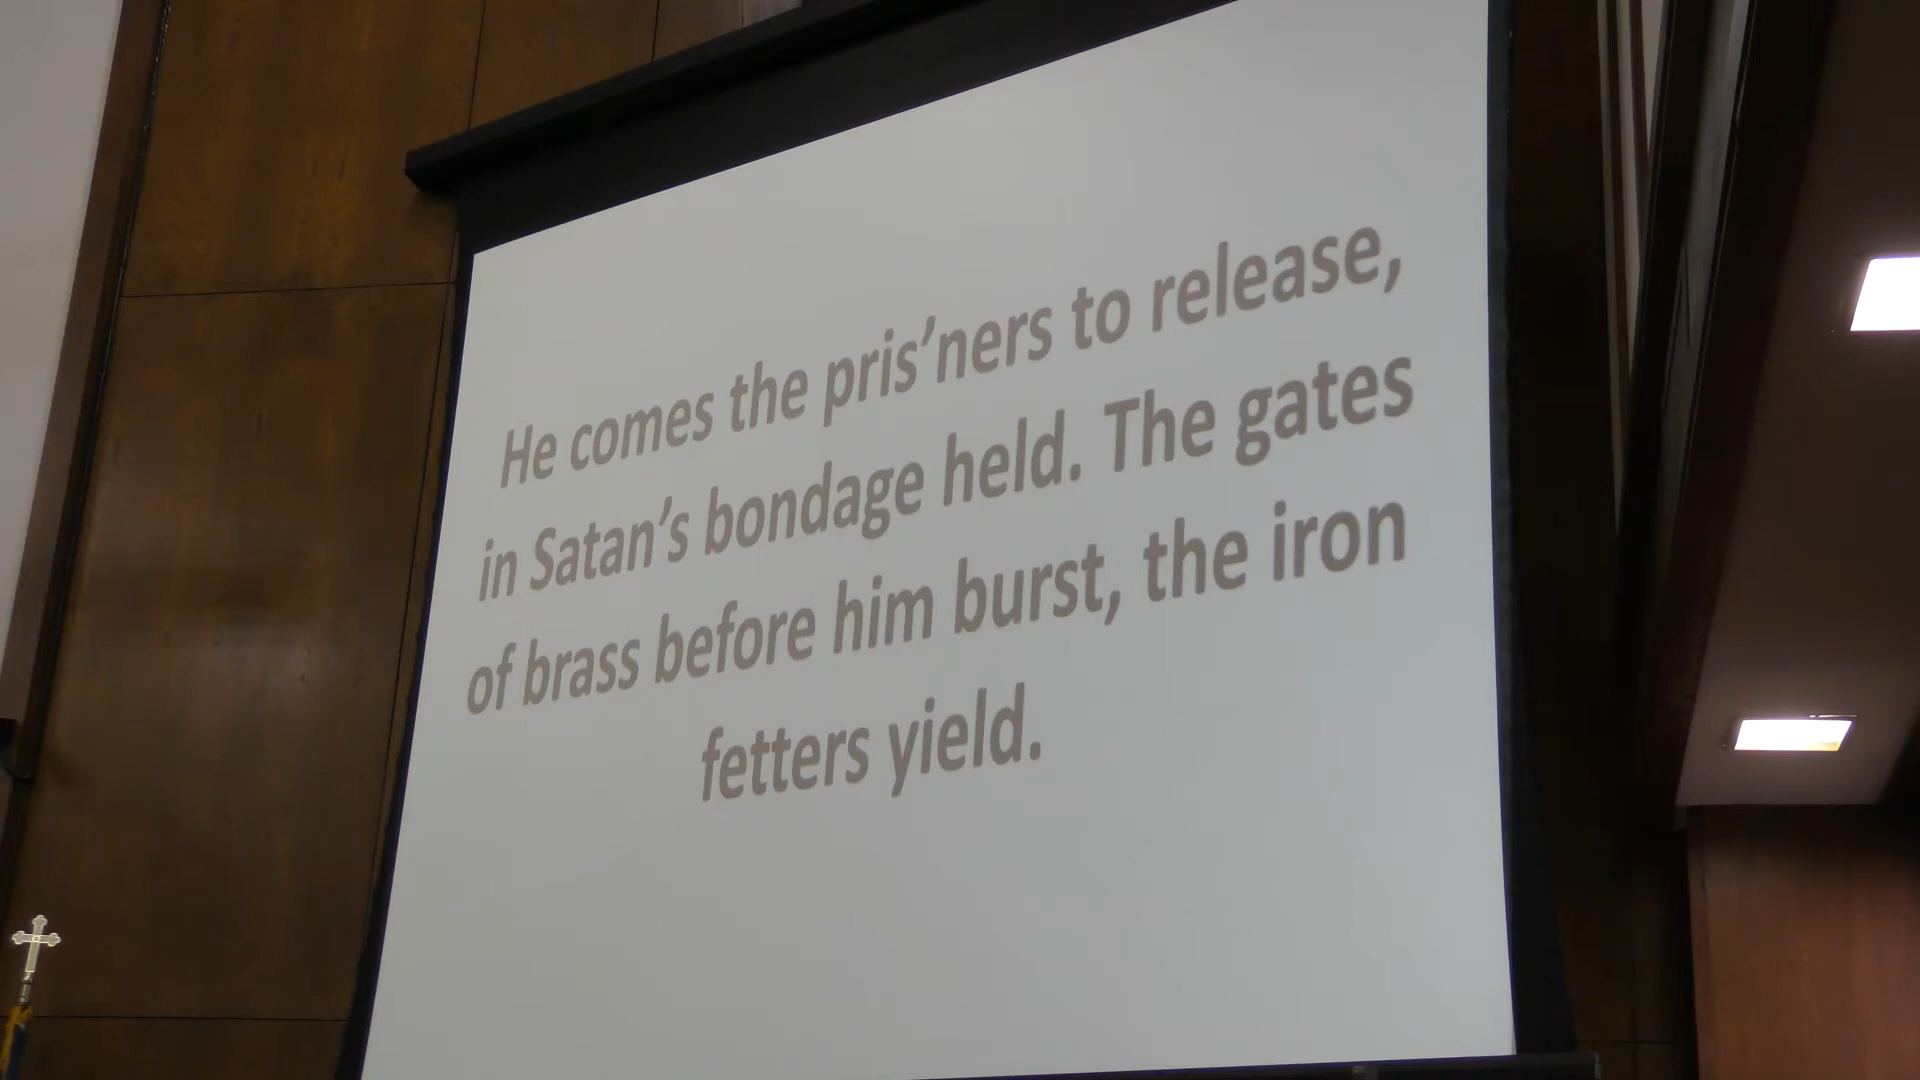 He comes the pris’ners to release,
in Satan’s bondage held. The gates
of brass before him burst, the iron
fetters yield.